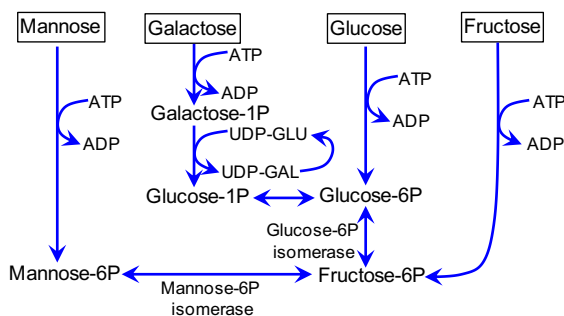 Mannose
Galactose
Glucose
Fructose
ATP
ADP
ATP
ADP
ATP
ADP
ATP
ADP
Galactose-1P
UDP-GLU
UDP-GAL
Glucose-1P
Glucose-6P
Glucose-6P
isomerase
Mannose-6P
Fructose-6P
Mannose-6P
isomerase